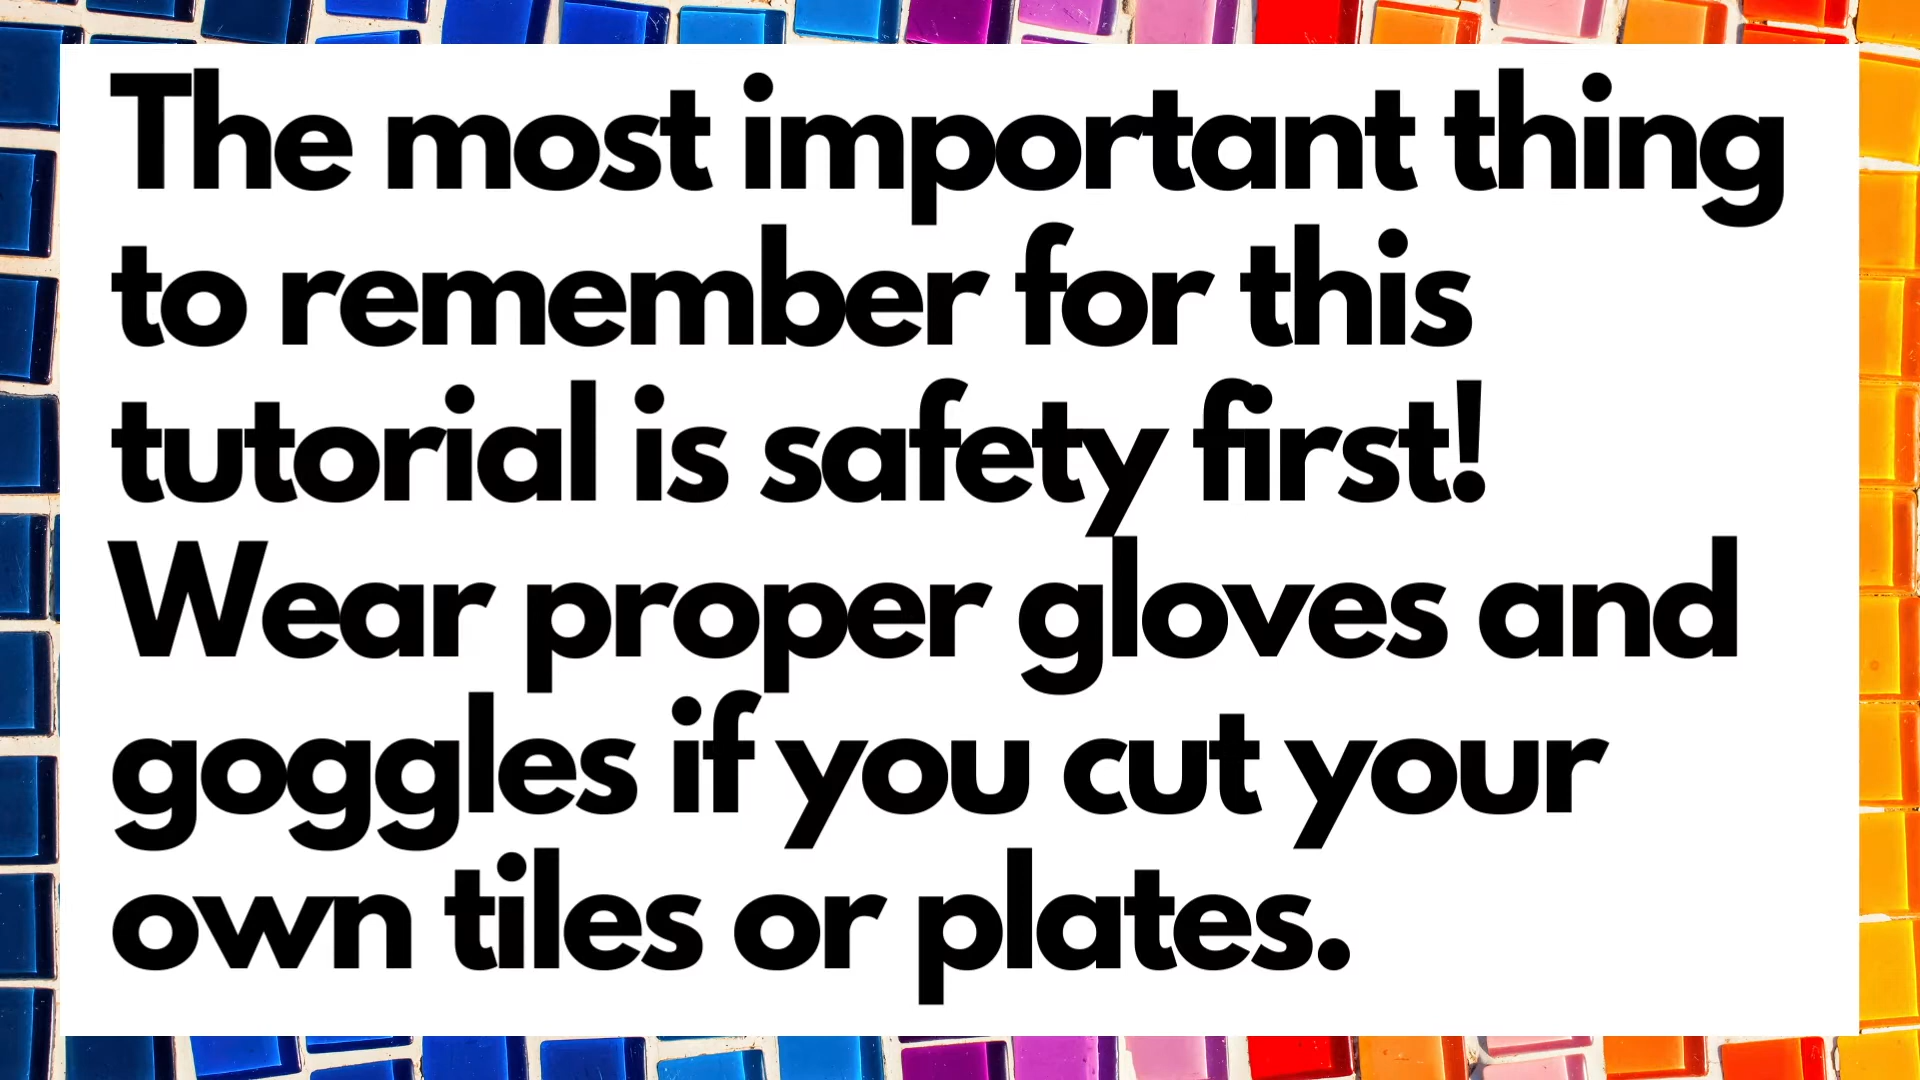 The most important thing
to remember for this
tutorial is safety first!
Wear proper gloves and
goggles if you cut your
own tiles or plates.